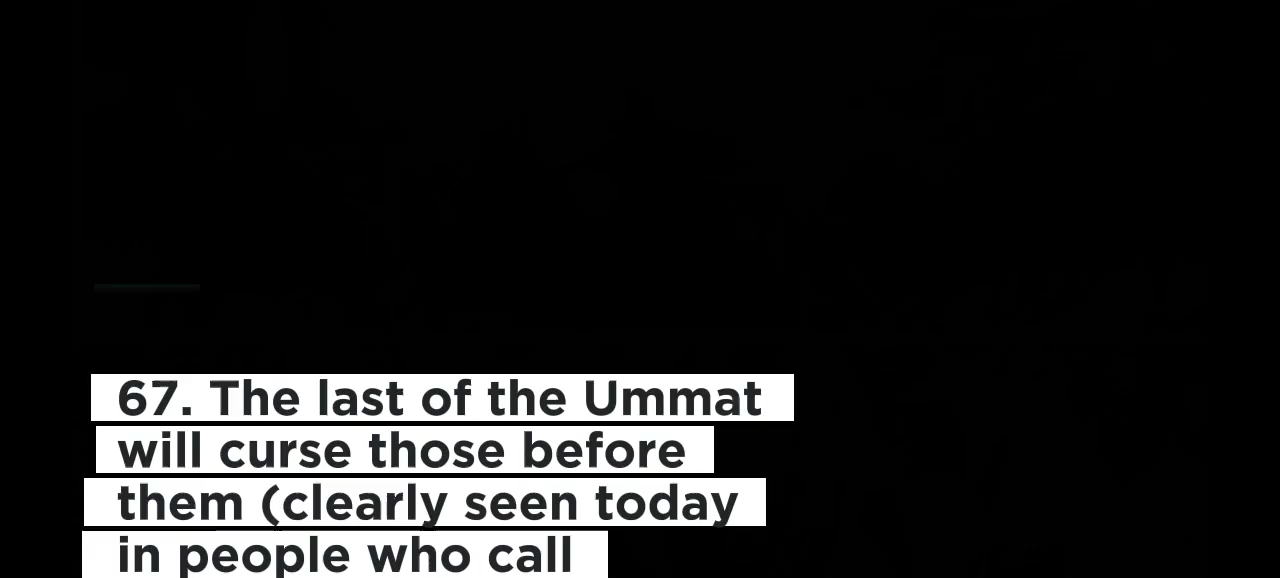 67. The last of the Ummat
will curse those before
them (clearly seen today
in people who call